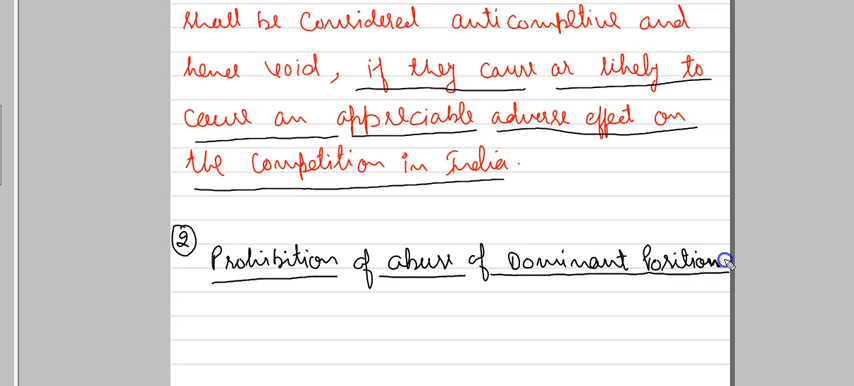 shall be considered anticompetive and
hence void, if they cause or likely to
cause an appreciable adverse effect on
the competition in India.
② Prohibition of abuse of Dominant Position